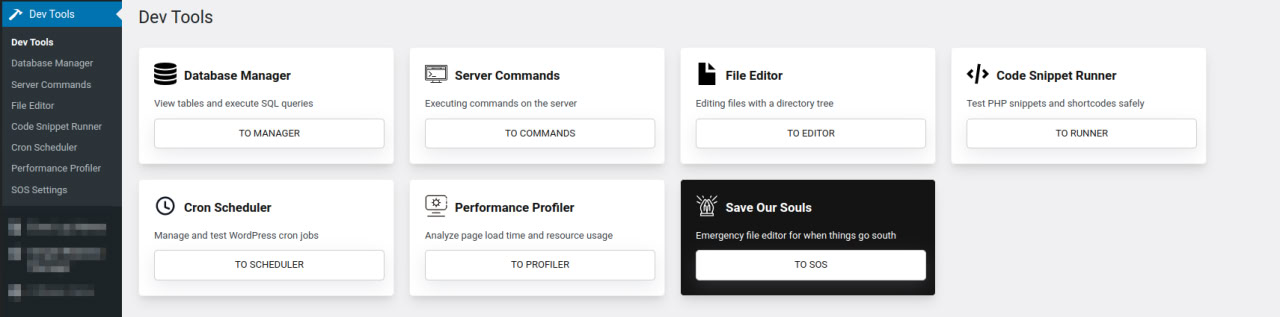 Dev Tools
Dev Tools
Database Manager
Server Commands
File Editor
Code Snippet Runner
Cron Scheduler
Performance Profiler
SOS Settings
Dev Tools
Database Manager
View tables and execute SQL queries
TO MANAGER
Server Commands
Executing commands on the server
TO COMMANDS
File Editor
Editing files with a directory tree
TO EDITOR
Code Snippet Runner
Test PHP snippets and shortcodes safely
TO RUNNER
Cron Scheduler
Manage and test WordPress cron jobs
TO SCHEDULER
Performance Profiler
Analyze page load time and resource usage
TO PROFILER
Save Our Souls
Emergency file editor for when things go south
TO SOS